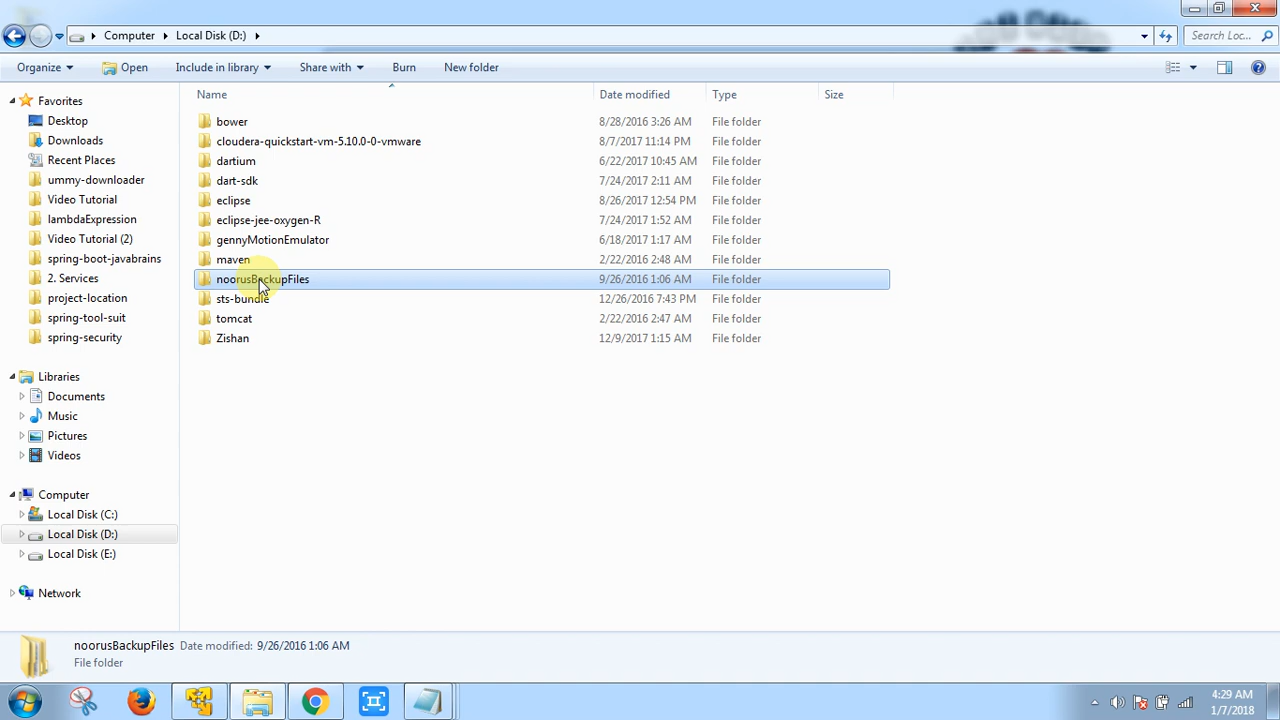 Computer Local Disk (D:) Search Loc...
Organize Open Include in library Share with Burn New folder
Favorites
Desktop
Downloads
Recent Places
ummy-downloader
Video Tutorial
lambdaExpression
Video Tutorial (2)
spring-boot-javabrains
2. Services
project-location
spring-tool-suit
spring-security
Libraries
Documents
Music
Pictures
Videos
Computer
Local Disk (C:)
Local Disk (D:)
Local Disk (E:)
Network
Name Date modified Type Size
bower 8/28/2016 3:26 AM File folder
cloudera-quickstart-vm-5.10.0-0-vmware 8/7/2017 11:14 PM File folder
dartium 6/22/2017 10:45 AM File folder
dart-sdk 7/24/2017 2:11 AM File folder
eclipse 8/26/2017 12:54 PM File folder
eclipse-jee-oxygen-R 7/24/2017 1:52 AM File folder
gennyMotionEmulator 6/18/2017 1:17 AM File folder
maven 2/22/2016 2:48 AM File folder
noorusBackupFiles 9/26/2016 1:06 AM File folder
sts-bundle 12/26/2016 7:43 PM File folder
tomcat 2/22/2016 2:47 AM File folder
Zishan 12/9/2017 1:15 AM File folder
noorusBackupFiles Date modified: 9/26/2016 1:06 AM
File folder
4:29 AM
1/7/2018